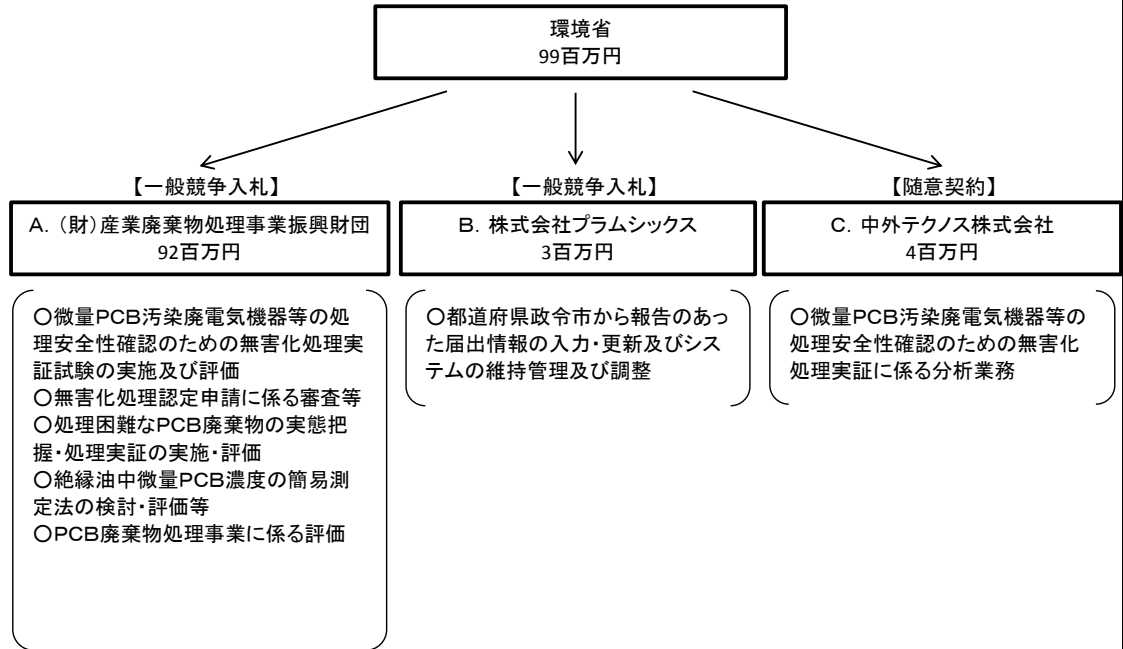 環境省
99百万円
【一般競争入札】
A．（財）産業廃棄物処理事業振興財団
92百万円
○微量PCB汚染廃電気機器等の処
理安全性確認のための無害化処理実
証試験の実施及び評価
○無害化処理認定申請に係る審査等
○処理困難なPCB廃棄物の実態把
握・処理実証の実施・評価
○絶縁油中微量PCB濃度の簡易測
定法の検討・評価等
○PCB廃棄物処理事業に係る評価
【一般競争入札】
B．株式会社プラムシックス
3百万円
○都道府県政令市から報告のあっ
た届出情報の入力・更新及びシス
テムの維持管理及び調整
【随意契約】
C．中外テクノス株式会社
4百万円
○微量PCB汚染廃電気機器等の
処理安全性確認のための無害化
処理実証に係る分析業務